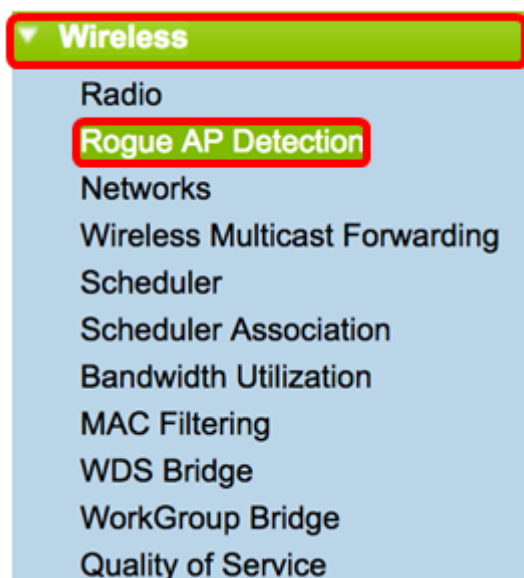 Wireless
Radio
Rogue AP Detection
Networks
Wireless Multicast Forwarding
Scheduler
Scheduler Association
Bandwidth Utilization
MAC Filtering
WDS Bridge
WorkGroup Bridge
Quality of Service